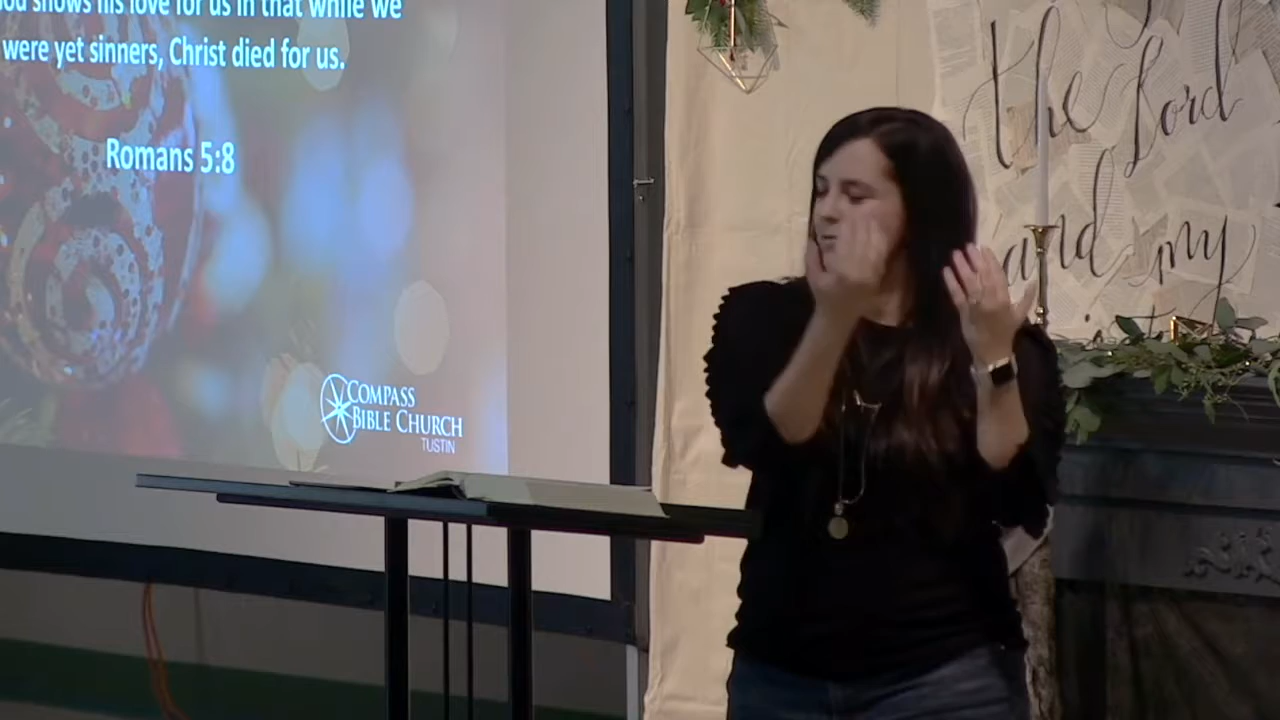 shows his love for us in that while we
were yet sinners, Christ died for us.
Romans 5:8
COMPASS
BIBLE CHURCH
TUSTIN
the Lord
and my